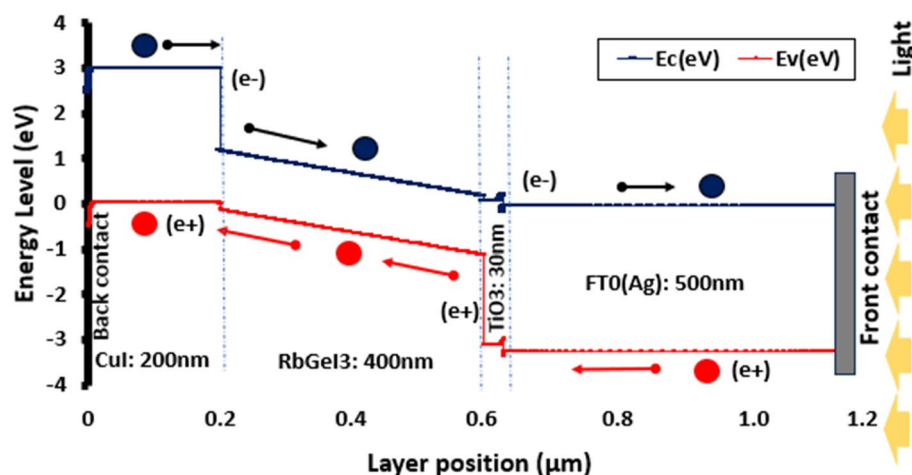 4
3
2
1
0
-1
-2
-3
-4
Energy Level (eV)
(e-)
Ec(eV) Ev(eV)
Light
(e-)
(e+)
(e+)
(e+)
Back contact
TiO3: 30nm
FT0(Ag): 500nm
Front contact
CuI: 200nm
RbGeI3: 400nm
0 0.2 0.4 0.6 0.8 1.0 1.2
Layer position (μm)